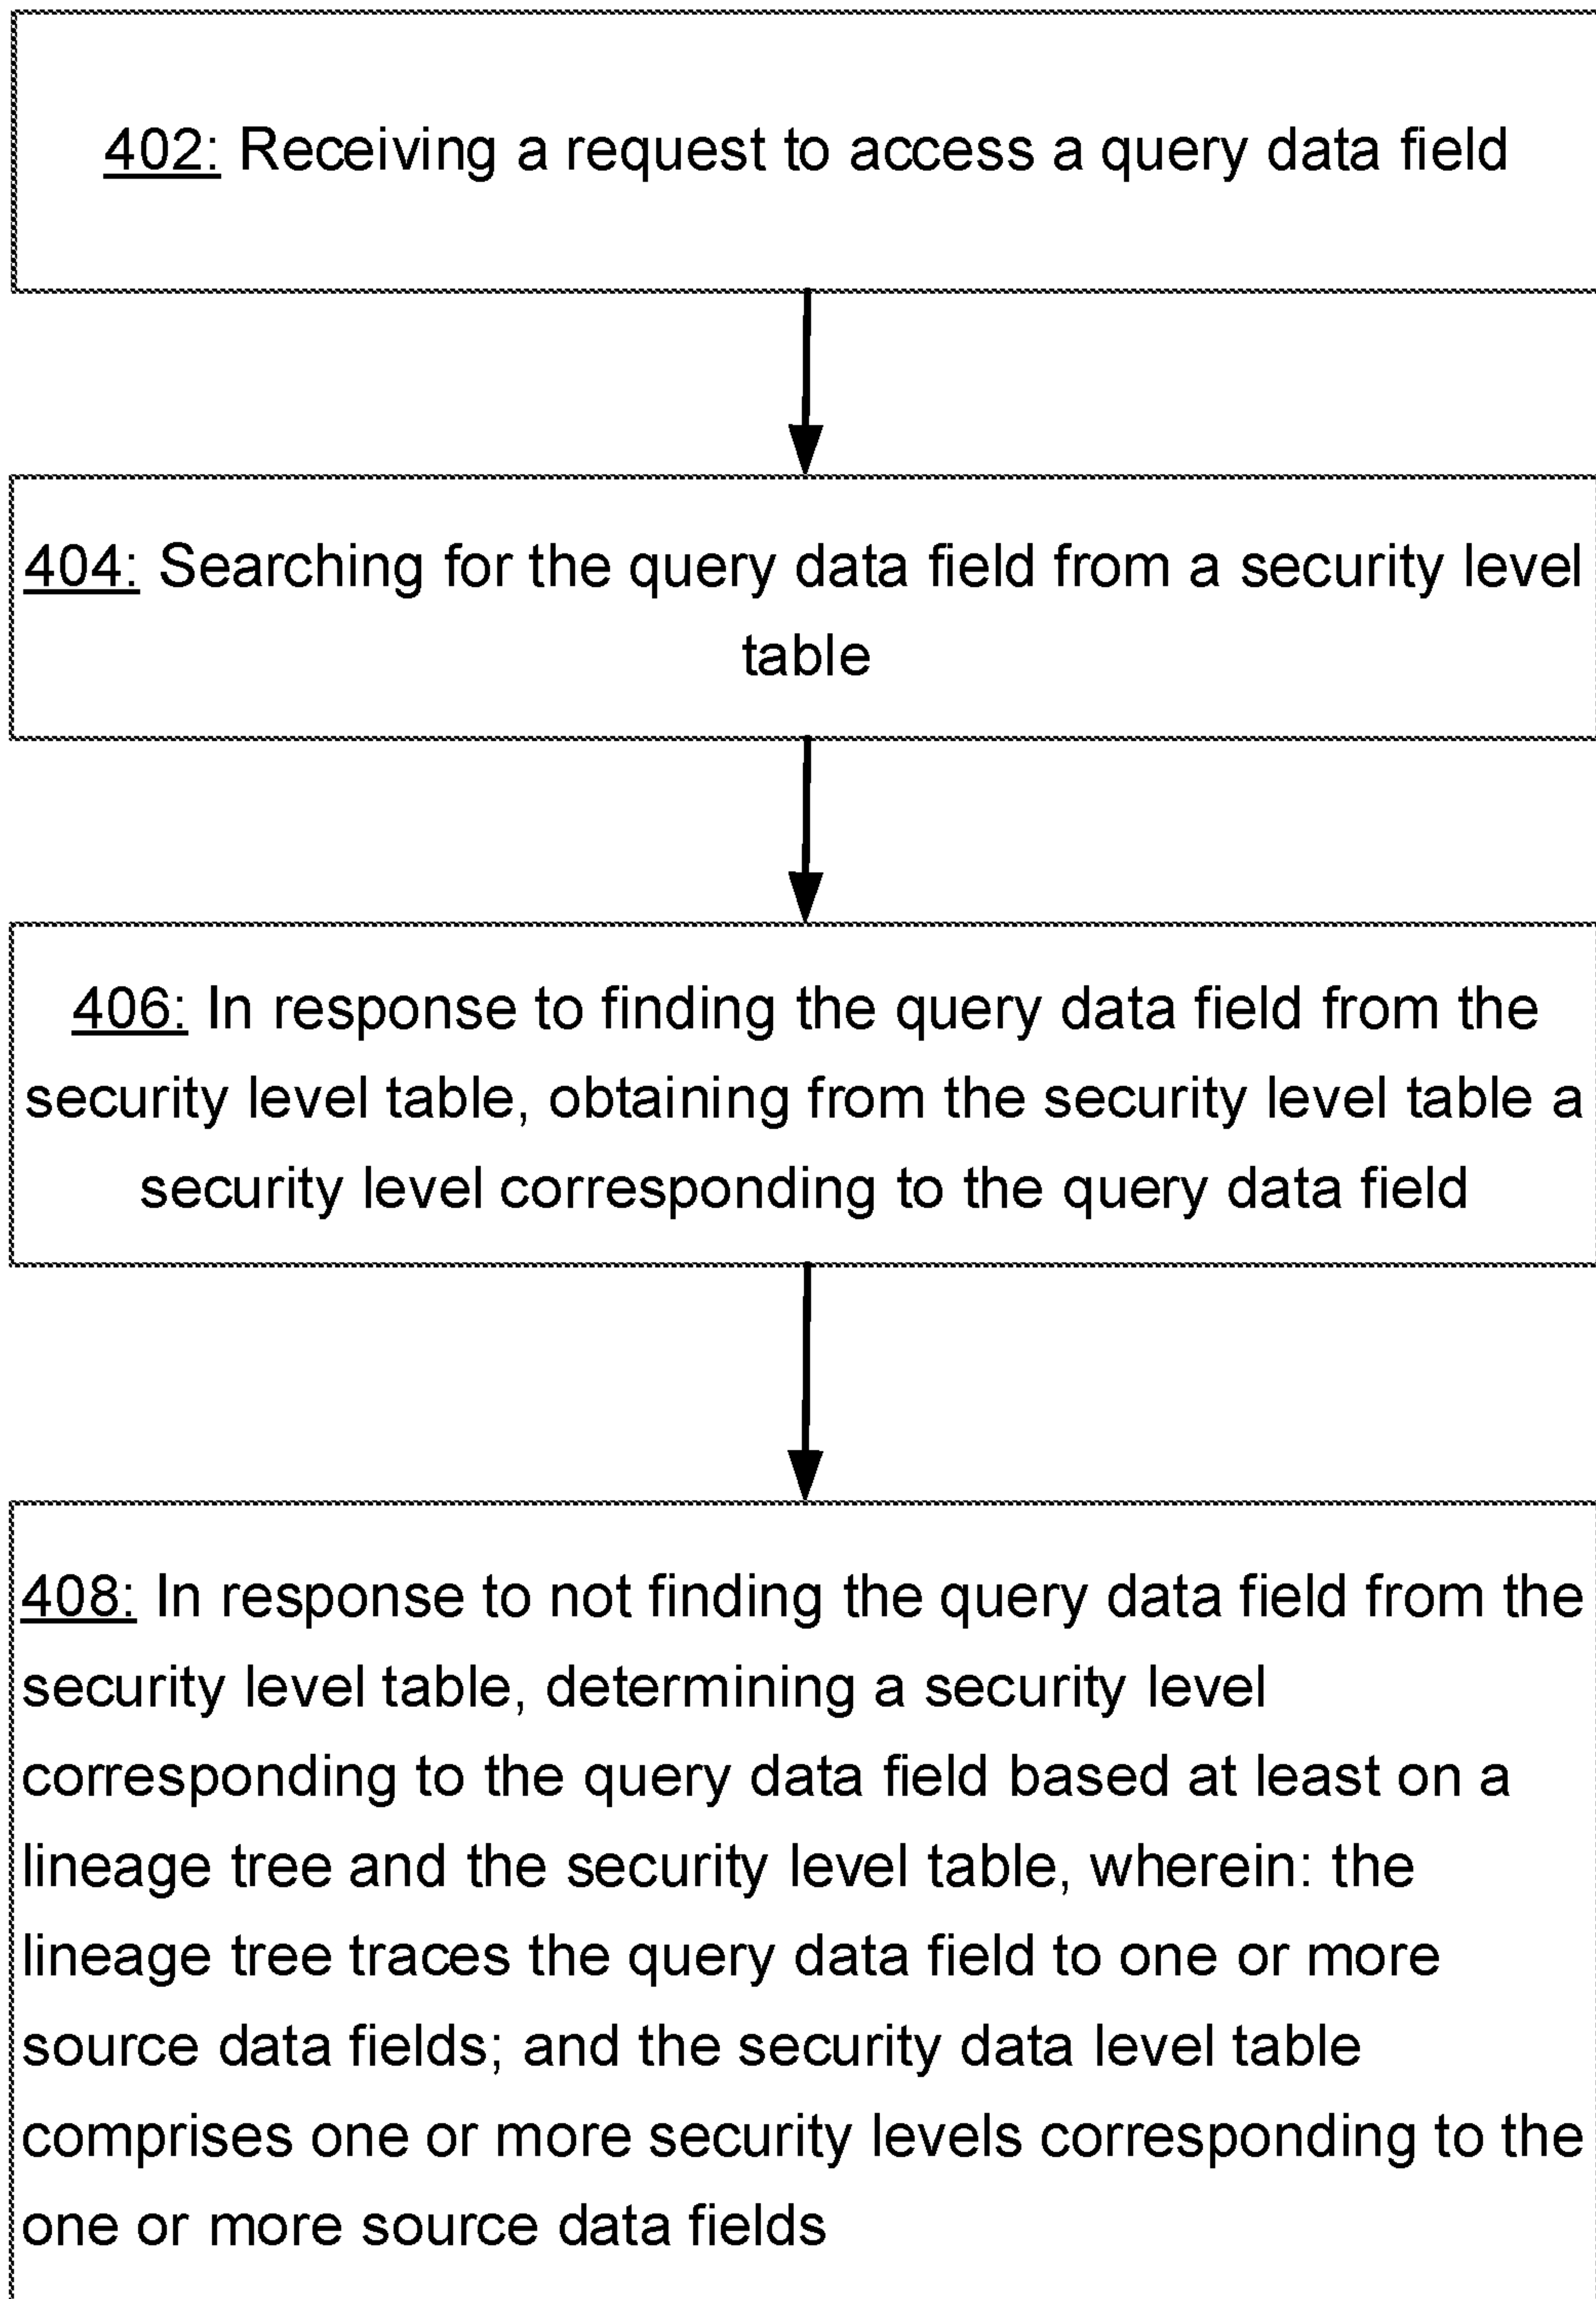 402: Receiving a request to access a query data field
404: Searching for the query data field from a security level
table
406: In response to finding the query data field from the
security level table, obtaining from the security level table a
security level corresponding to the query data field
408: In response to not finding the query data field from the
security level table, determining a security level
corresponding to the query data field based at least on a
lineage tree and the security level table, wherein: the
lineage tree traces the query data field to one or more
source data fields; and the security data level table
comprises one or more security levels corresponding to the
one or more source data fields